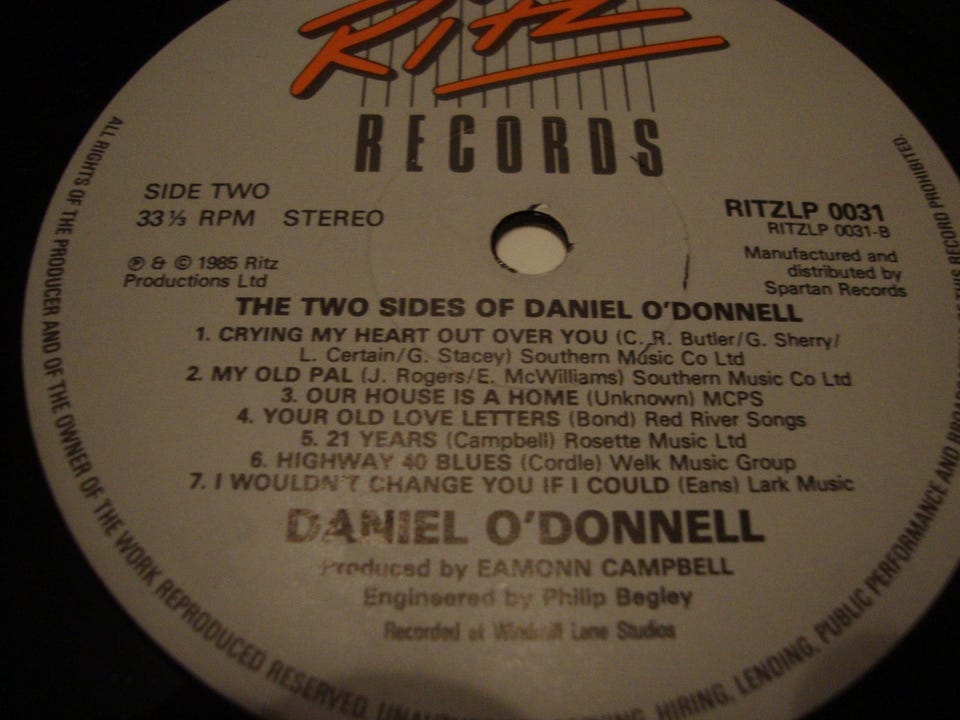 Ritz
RECORDS
SIDE TWO
33⅓ RPM STEREO
℗ & © 1985 Ritz
Productions Ltd
RITZLP 0031
RITZLP 0031-B
Manufactured and
distributed by
Spartan Records
THE TWO SIDES OF DANIEL O'DONNELL
1. CRYING MY HEART OUT OVER YOU (C. R. Butler/G. Sherry/
L. Certain/G. Stacey) Southern Music Co Ltd
2. MY OLD PAL (J. Rogers/E. McWilliams) Southern Music Co Ltd
3. OUR HOUSE IS A HOME (Unknown) MCPS
4. YOUR OLD LOVE LETTERS (Bond) Red River Songs
5. 21 YEARS (Campbell) Rosette Music Ltd
6. HIGHWAY 40 BLUES (Cordle) Welk Music Group
7. I WOULDN'T CHANGE YOU IF I COULD (Eans) Lark Music
DANIEL O'DONNELL
Produced by EAMONN CAMPBELL
Engineered by Philip Begley
Recorded at Windmill Lane Studios
ALL RIGHTS OF THE PRODUCER AND OF THE OWNER OF THE WORK REPRODUCED RESERVED. HIRING, LENDING, PUBLIC PERFORMANCE AND THIS RECORD PROHIBITED.